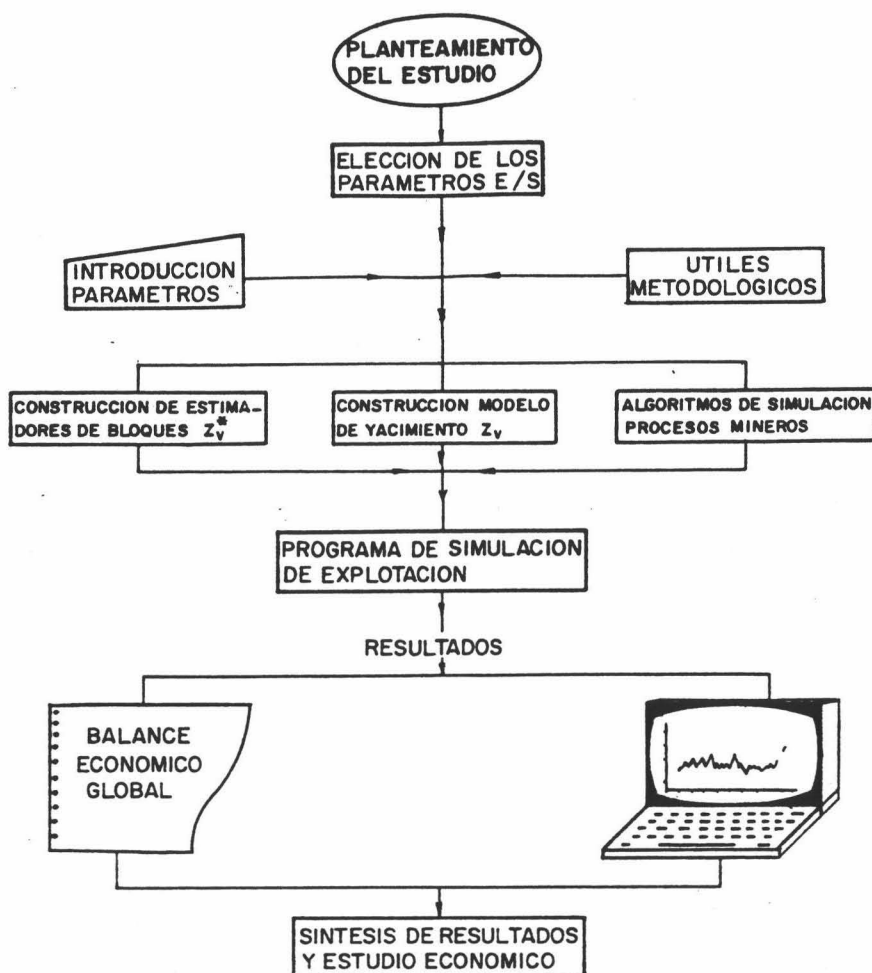 PLANTEAMIENTO
DEL ESTUDIO
ELECCION DE LOS
PARAMETROS E/S
INTRODUCCION
PARAMETROS
UTILES
METODOLOGICOS
CONSTRUCCION DE ESTIMA-
DORES DE BLOQUES Z*v
CONSTRUCCION MODELO
DE YACIMIENTO Zv
ALGORITMOS DE SIMULACION
PROCESOS MINEROS
PROGRAMA DE SIMULACION
DE EXPLOTACION
RESULTADOS
BALANCE
ECONOMICO
GLOBAL
SINTESIS DE RESULTADOS
Y ESTUDIO ECONOMICO